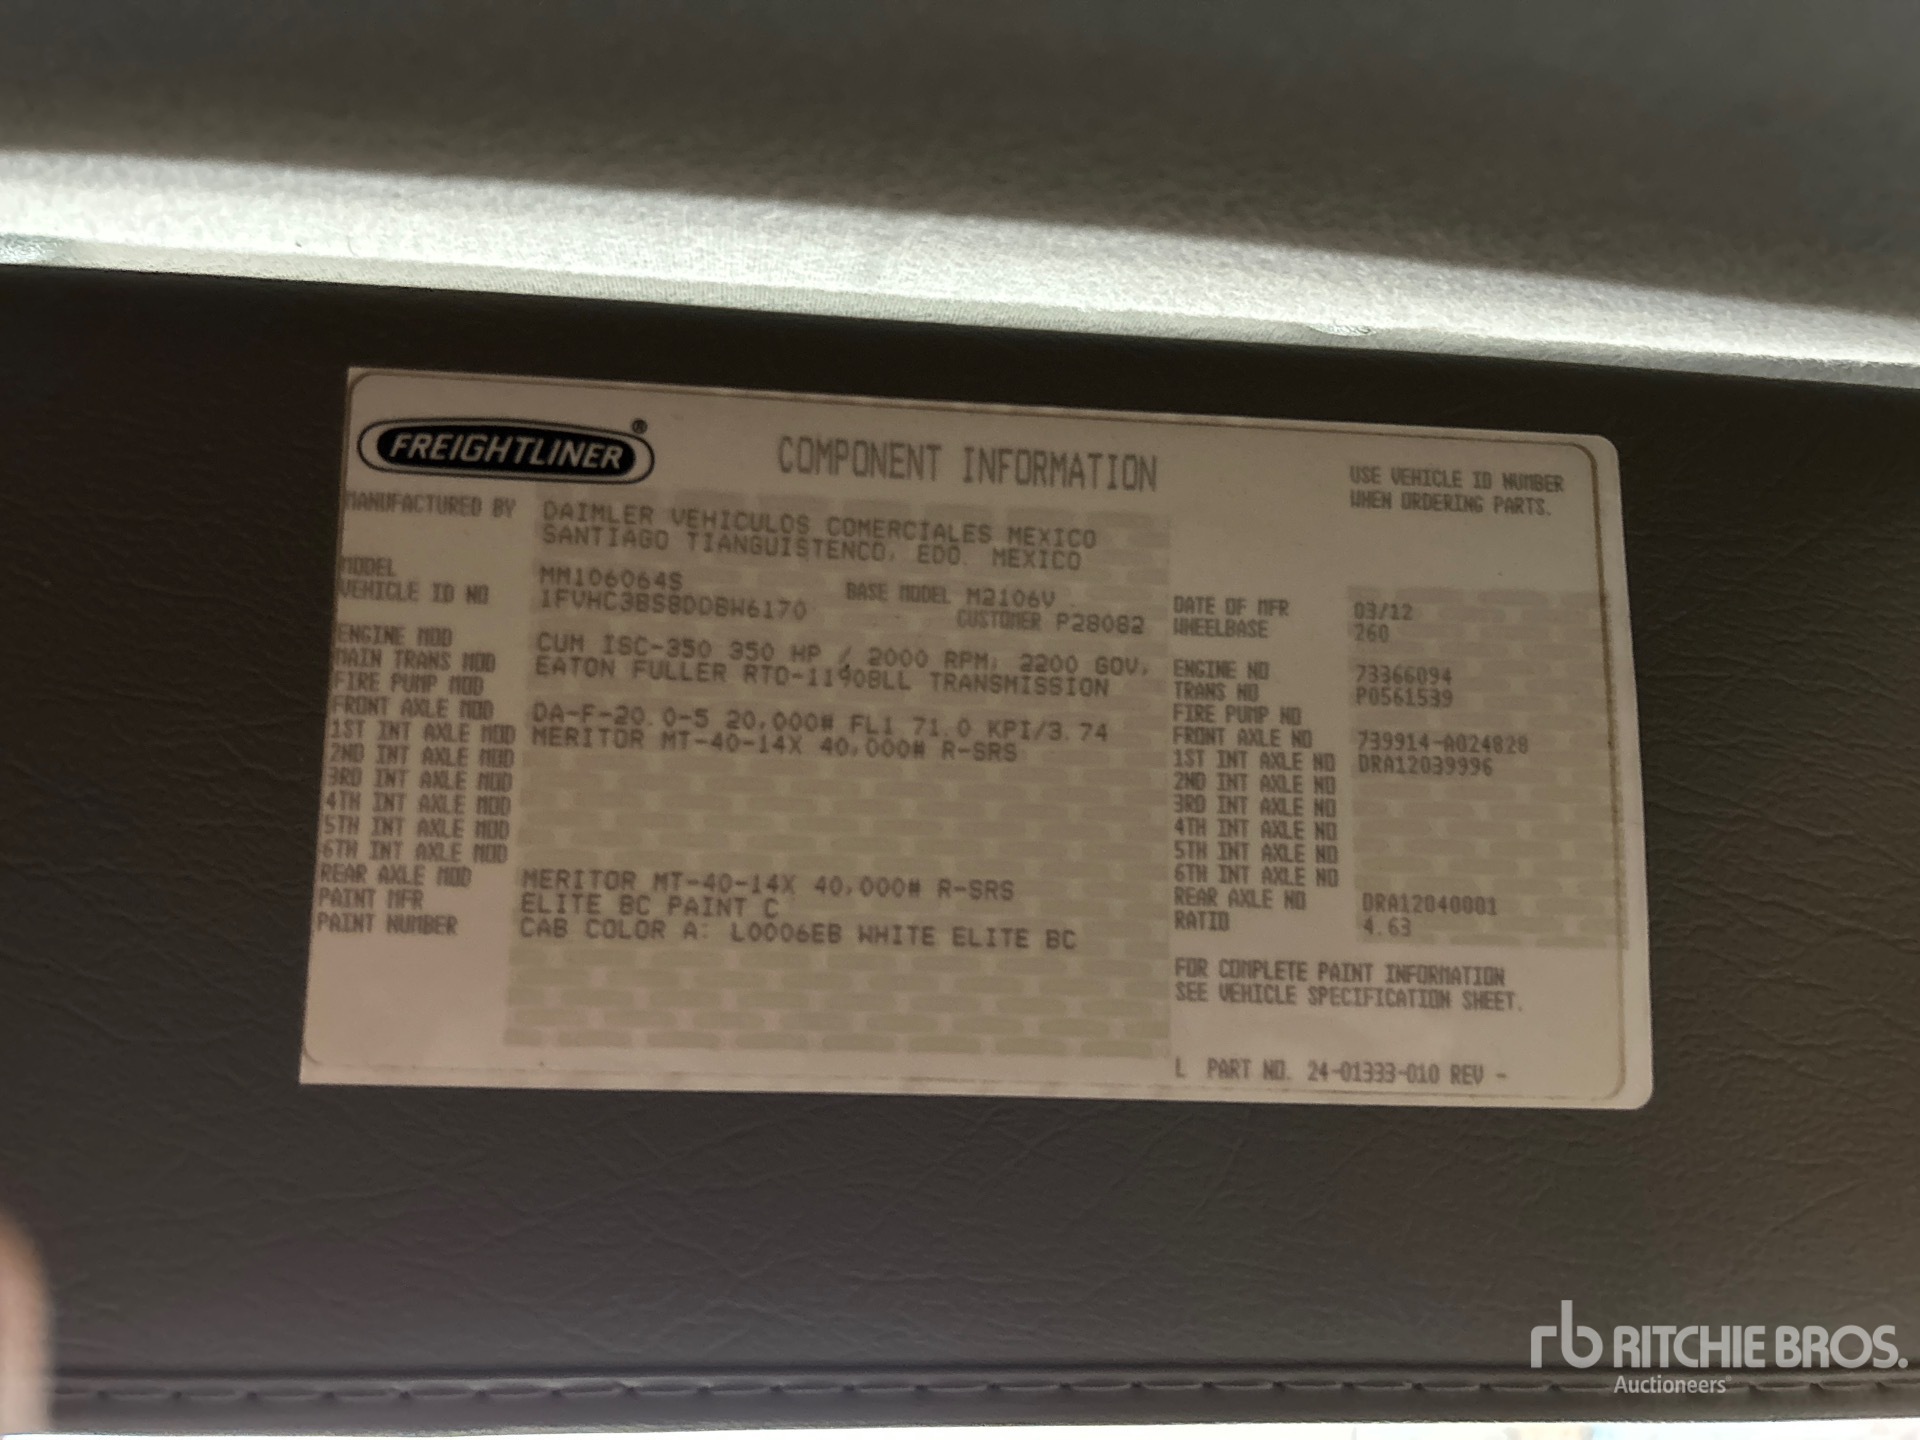 FREIGHTLINER®
COMPONENT INFORMATION
USE VEHICLE ID NUMBER
WHEN ORDERING PARTS.
MANUFACTURED BY DAIMLER VEHICULOS COMERCIALES MEXICO
SANTIAGO TIANGUISTENCO, EDO. MEXICO
MODEL MM106064S
VEHICLE ID NO 1FVHC3BS8DDBW6170
BASE MODEL M2106V
CUSTOMER P28082
DATE OF MFR 03/12
WHEELBASE 260
ENGINE MOD CUM ISC-350 350 HP / 2000 RPM, 2200 GOV,
MAIN TRANS MOD EATON FULLER RTO-11908LL TRANSMISSION
FIRE PUMP MOD
FRONT AXLE MOD DA-F-20.0-5 20,000# FL1 71.0 KPI/3.74
1ST INT AXLE MOD MERITOR MT-40-14X 40,000# R-SRS
2ND INT AXLE MOD
3RD INT AXLE MOD
4TH INT AXLE MOD
5TH INT AXLE MOD
6TH INT AXLE MOD
REAR AXLE MOD MERITOR MT-40-14X 40,000# R-SRS
PAINT MFR ELITE BC PAINT C
PAINT NUMBER CAB COLOR A: L0006EB WHITE ELITE BC
ENGINE NO 73366094
TRANS NO P0561539
FIRE PUMP NO
FRONT AXLE NO 739914-A024828
1ST INT AXLE NO DRA12039996
2ND INT AXLE NO
3RD INT AXLE NO
4TH INT AXLE NO
5TH INT AXLE NO
6TH INT AXLE NO
REAR AXLE NO DRA12040001
RATIO 4.63
FOR COMPLETE PAINT INFORMATION
SEE VEHICLE SPECIFICATION SHEET.
L PART NO. 24-01333-010 REV -
rb RITCHIE BROS.
Auctioneers